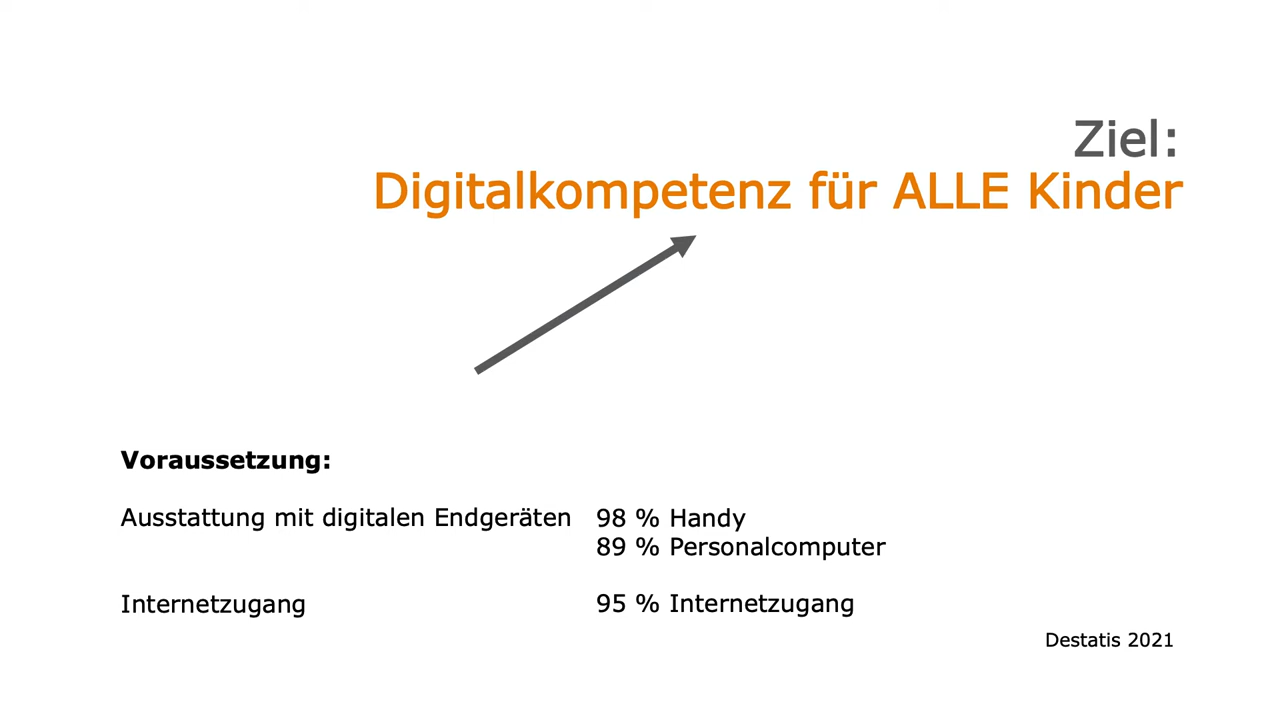 Ziel:
Digitalkompetenz für ALLE Kinder
Voraussetzung:
Ausstattung mit digitalen Endgeräten 98 % Handy
89 % Personalcomputer
Internetzugang 95 % Internetzugang
Destatis 2021